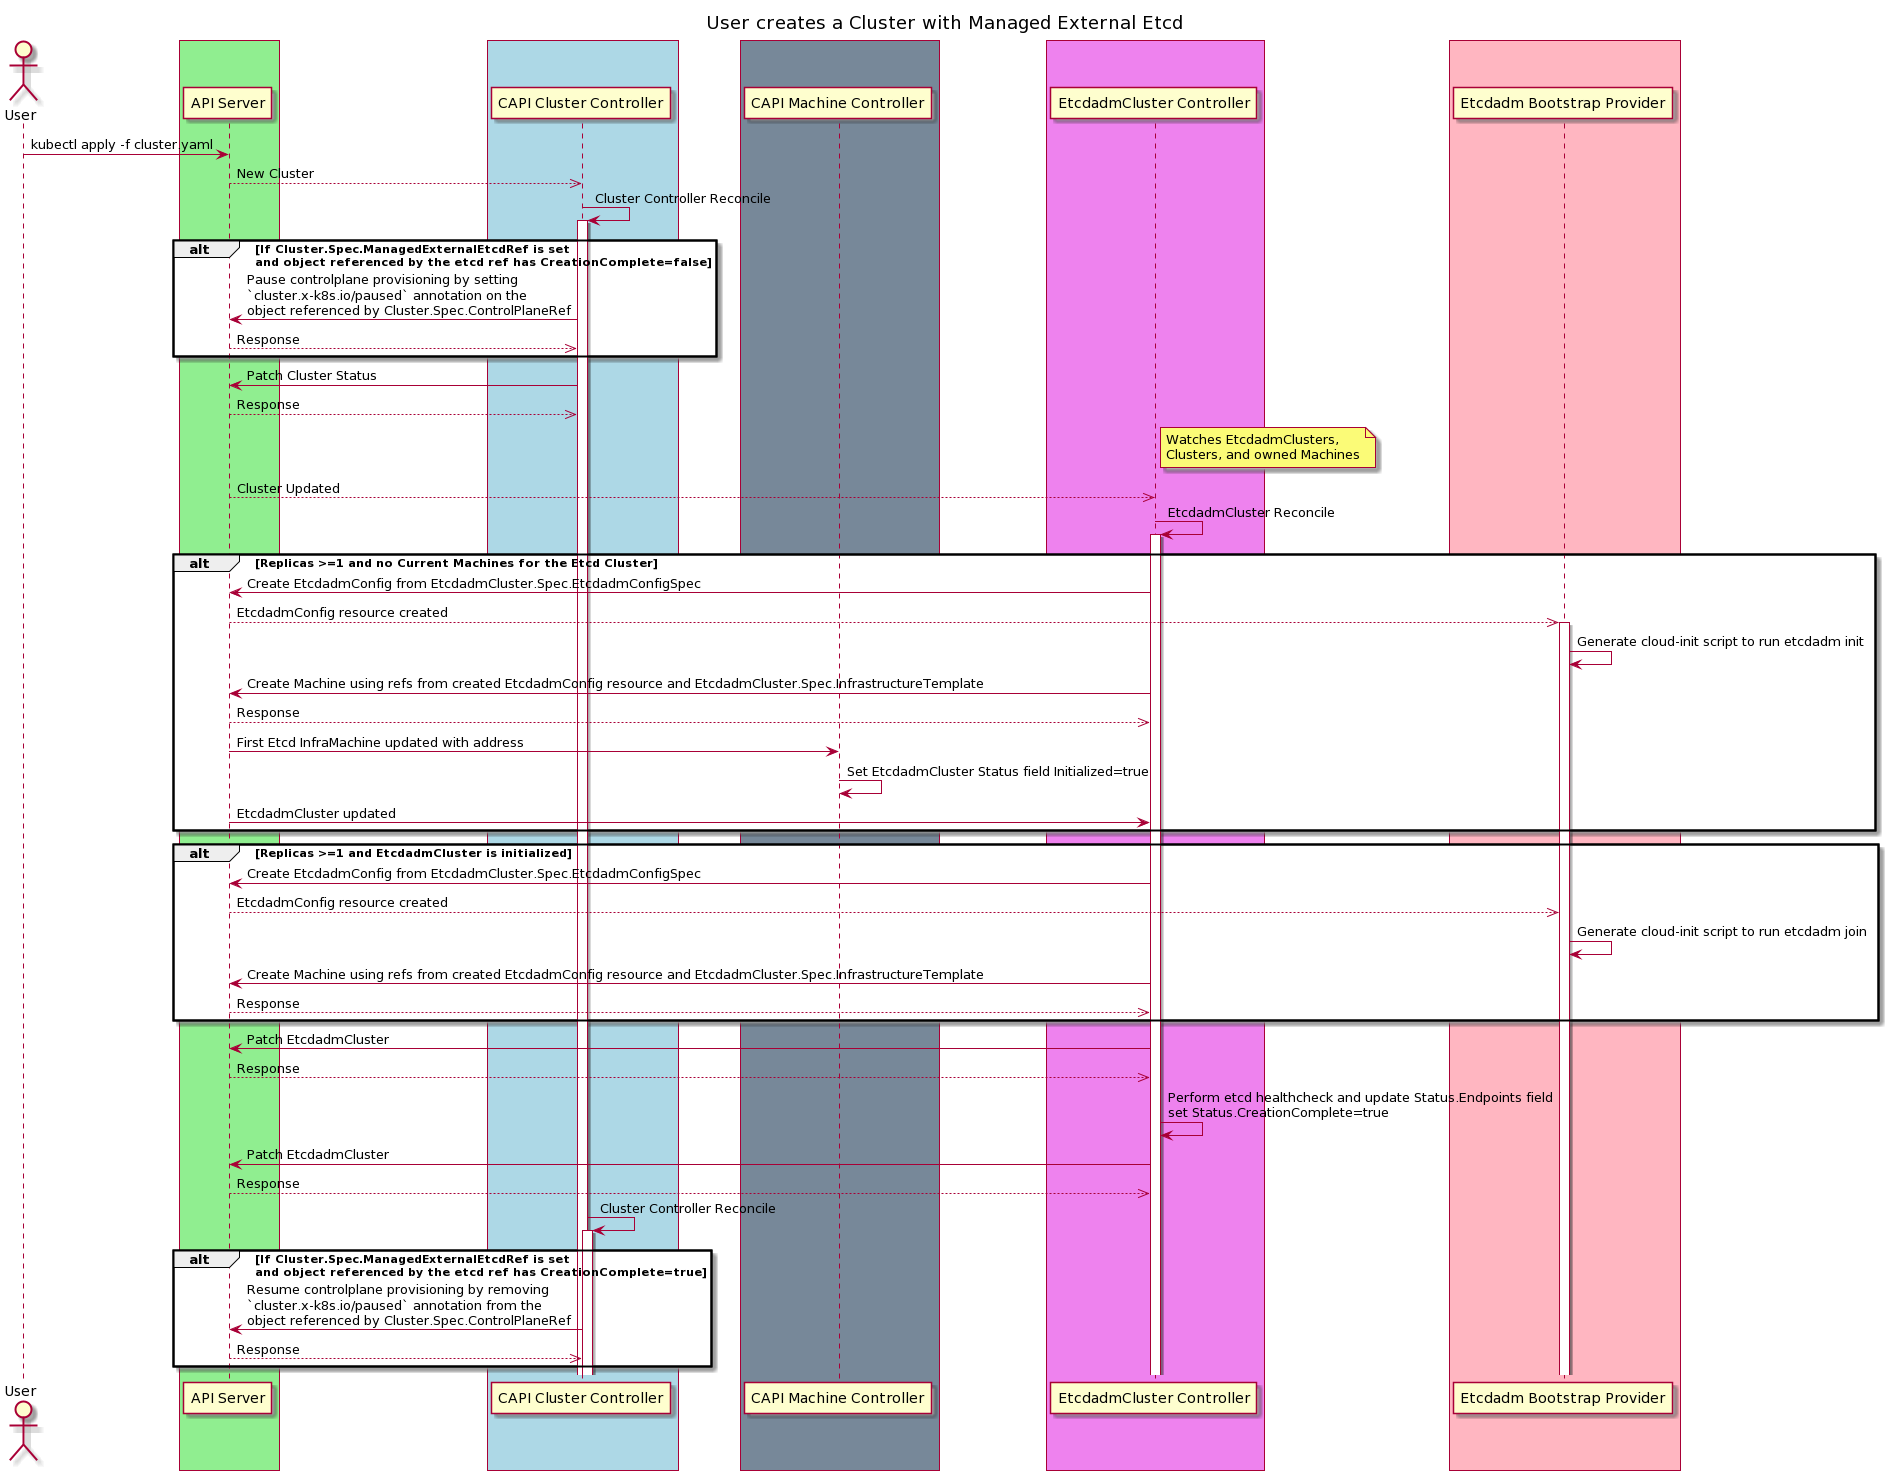 User creates a Cluster with Managed External Etcd
User
API Server
CAPI Cluster Controller
CAPI Machine Controller
EtcdadmCluster Controller
Etcdadm Bootstrap Provider
kubectl apply -f cluster.yaml
New Cluster
Cluster Controller Reconcile
alt
[If Cluster.Spec.ManagedExternalEtcdRef is set
and object referenced by the etcd ref has CreationComplete=false]
Pause controlplane provisioning by setting
`cluster.x-k8s.io/paused` annotation on the
object referenced by Cluster.Spec.ControlPlaneRef
Response
Patch Cluster Status
Response
Watches EtcdadmClusters,
Clusters, and owned Machines
Cluster Updated
EtcdadmCluster Reconcile
alt
[Replicas >=1 and no Current Machines for the Etcd Cluster]
Create EtcdadmConfig from EtcdadmCluster.Spec.EtcdadmConfigSpec
EtcdadmConfig resource created
Generate cloud-init script to run etcdadm init
Create Machine using refs from created EtcdadmConfig resource and EtcdadmCluster.Spec.InfrastructureTemplate
Response
First Etcd InfraMachine updated with address
Set EtcdadmCluster Status field Initialized=true
EtcdadmCluster updated
alt
[Replicas >=1 and EtcdadmCluster is initialized]
Create EtcdadmConfig from EtcdadmCluster.Spec.EtcdadmConfigSpec
EtcdadmConfig resource created
Generate cloud-init script to run etcdadm join
Create Machine using refs from created EtcdadmConfig resource and EtcdadmCluster.Spec.InfrastructureTemplate
Response
Patch EtcdadmCluster
Response
Perform etcd healthcheck and update Status.Endpoints field
set Status.CreationComplete=true
Patch EtcdadmCluster
Response
Cluster Controller Reconcile
alt
[If Cluster.Spec.ManagedExternalEtcdRef is set
and object referenced by the etcd ref has CreationComplete=true]
Resume controlplane provisioning by removing
`cluster.x-k8s.io/paused` annotation from the
object referenced by Cluster.Spec.ControlPlaneRef
Response
User
API Server
CAPI Cluster Controller
CAPI Machine Controller
EtcdadmCluster Controller
Etcdadm Bootstrap Provider